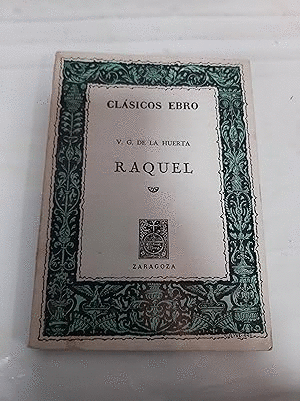 CLÁSICOS EBRO
V. G. DE LA HUERTA
RAQUEL
ZARAGOZA